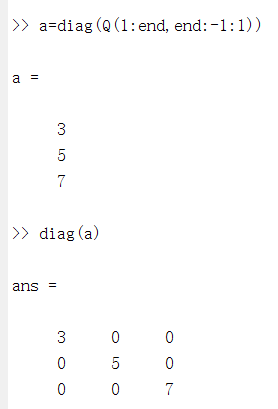 >> a=diag(Q(1:end,end:-1:1))
a =
3
5
7
>> diag(a)
ans =
3 0 0
0 5 0
0 0 7